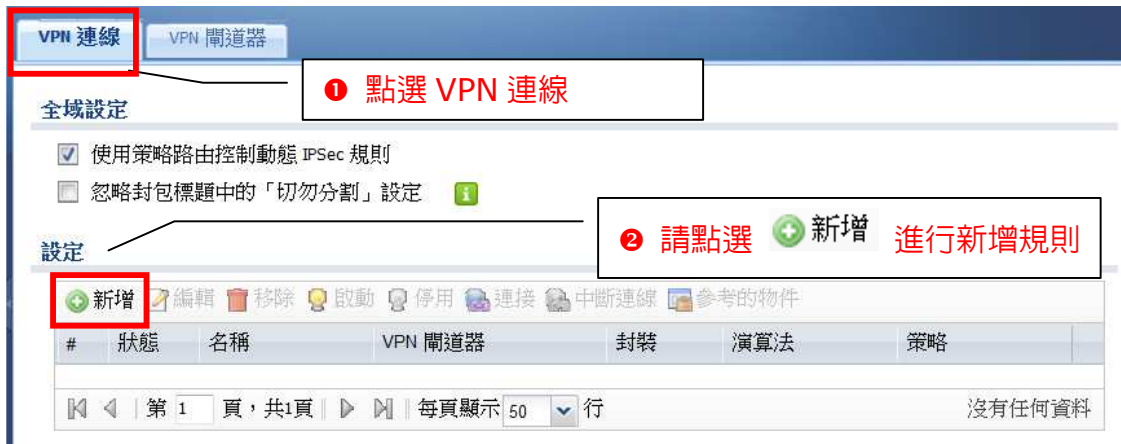 VPN 連線 VPN 閘道器
❶ 點選 VPN 連線
全域設定
使用策略路由控制動態 IPSec 規則
忽略封包標題中的「切勿分割」設定
❷ 請點選 新增 進行新增規則
設定
新增 編輯 移除 啟動 停用 連接 中斷連線 參考的物件
# 狀態 名稱 VPN 閘道器 封裝 演算法 策略
第 1 頁，共1頁 每頁顯示 50 行 沒有任何資料